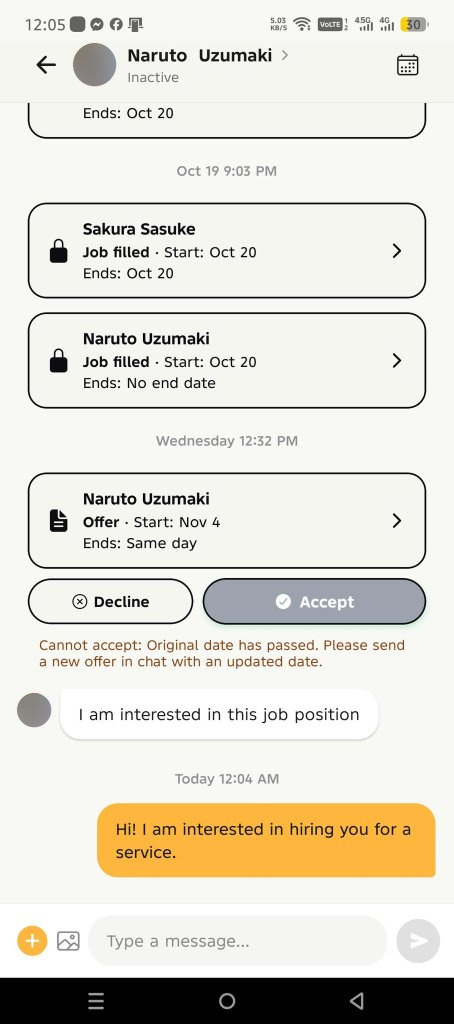 12:05
5.03 KB/S VoLTE 1 2 4.5G 4G 30
Naruto Uzumaki
Inactive
Ends: Oct 20
Oct 19 9:03 PM
Sakura Sasuke
Job filled · Start: Oct 20
Ends: Oct 20
Naruto Uzumaki
Job filled · Start: Oct 20
Ends: No end date
Wednesday 12:32 PM
Naruto Uzumaki
Offer · Start: Nov 4
Ends: Same day
Decline Accept
Cannot accept: Original date has passed. Please send
a new offer in chat with an updated date.
I am interested in this job position
Today 12:04 AM
Hi! I am interested in hiring you for a
service.
Type a message...